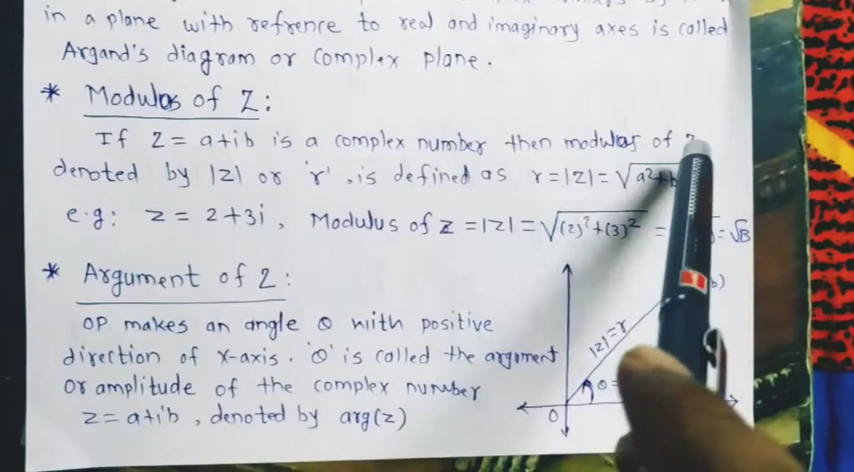 in a plane with refrence to real and imaginary axes is called
Argand's diagram or Complex plane.
* Modulus of Z:
If Z = a+ib is a complex number then modulus of z
denoted by |z| or 'r', is defined as r=|z|=√a²+b
e.g: z = 2+3i, Modulus of z =|z|=√(2)²+(3)² = = √13
* Argument of Z:
OP makes an angle θ with positive
direction of x-axis. 'θ' is called the argument
or amplitude of the complex number
z = a+ib, denoted by arg(z)
b)
|z|=r
θ=
O
1